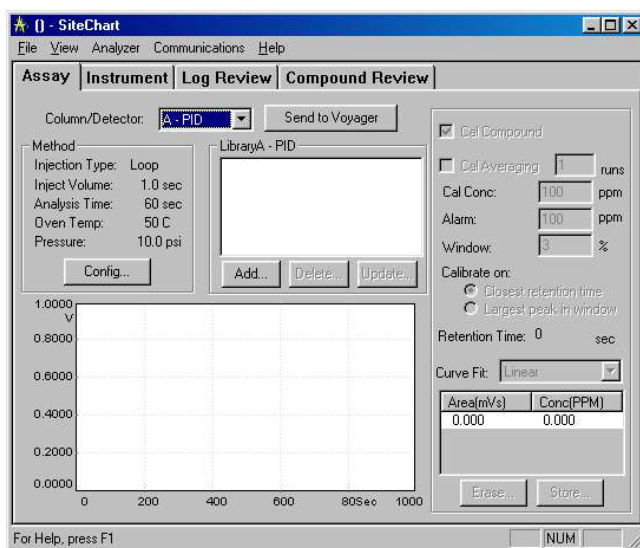 () - SiteChart
File View Analyzer Communications Help
Assay Instrument Log Review Compound Review
Column/Detector: A - PID Send to Voyager
Method
Injection Type: Loop
Inject Volume: 1.0 sec
Analysis Time: 60 sec
Oven Temp: 50 C
Pressure: 10.0 psi
Config...
LibraryA - PID
Add... Delete... Update...
Cal Compound
Cal Averaging 1 runs
Cal Conc: 100 ppm
Alarm: 100 ppm
Window: 3 %
Calibrate on:
Closest retention time
Largest peak in window
Retention Time: 0 sec
Curve Fit: Linear
Area(mVs) Conc(PPM)
0.000 0.000
Erase... Store...
1.0000
V
0.8000
0.6000
0.4000
0.2000
0.0000
0 200 400 600 80Sec 1000
For Help, press F1 NUM